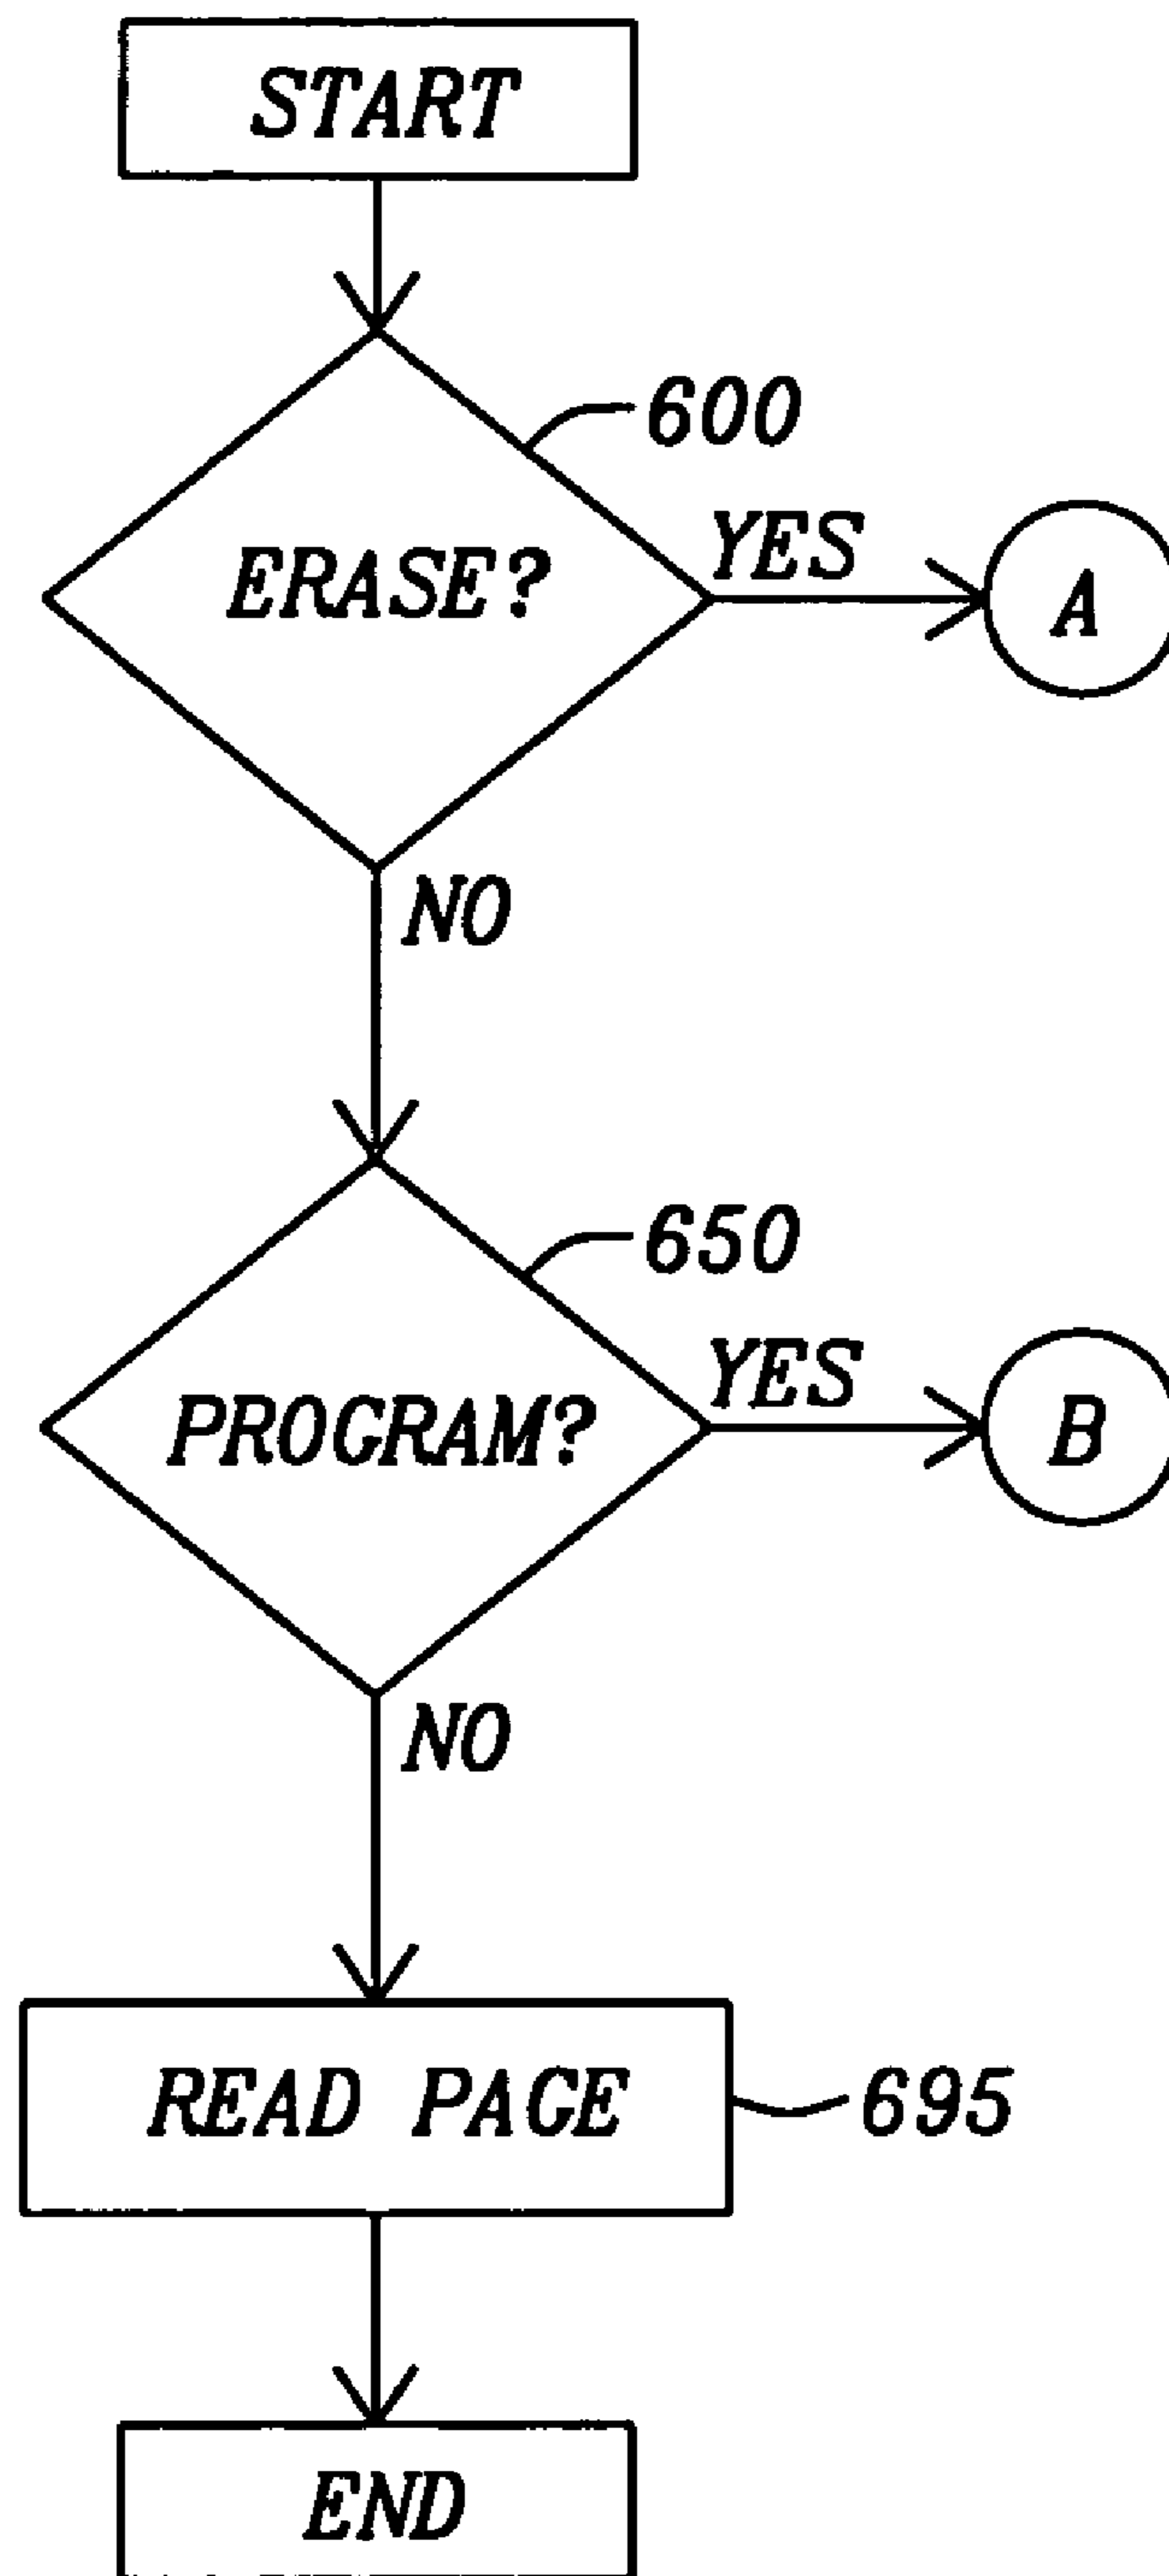 START
600
ERASE?
YES
A
NO
650
PROGRAM?
YES
B
NO
READ PAGE
695
END